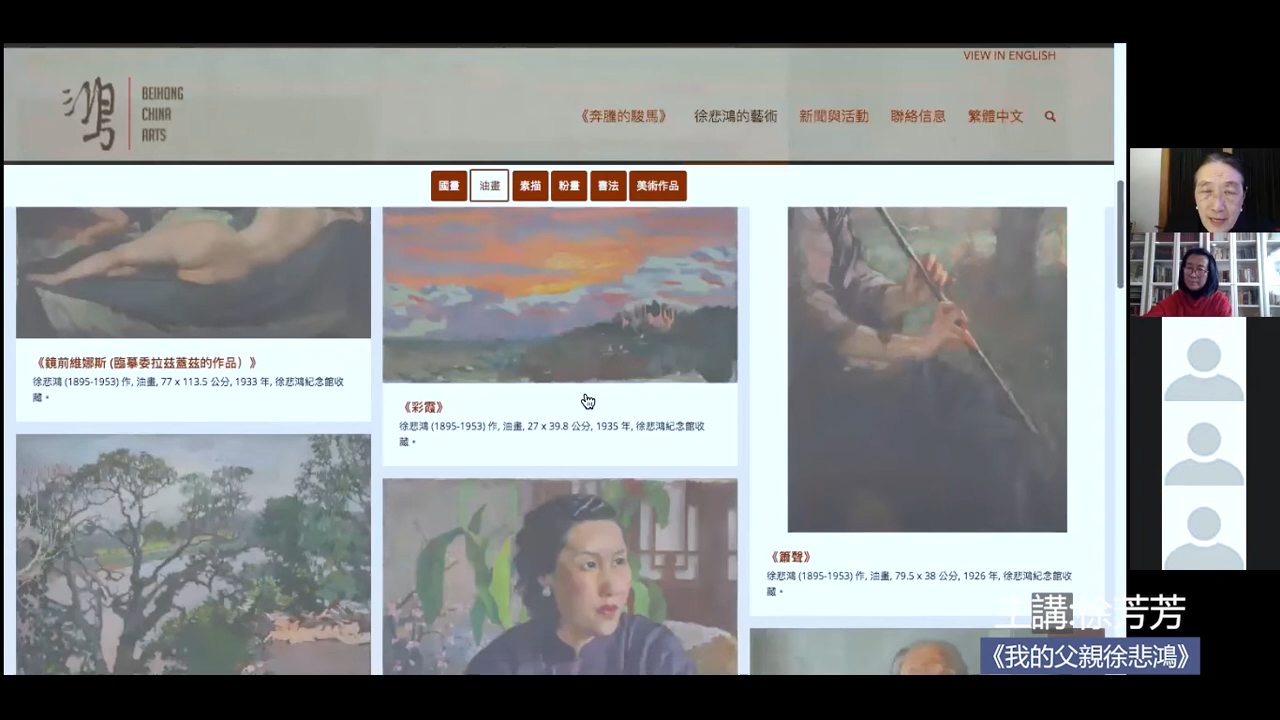 VIEW IN ENGLISH
鴻
BEIHONG
CHINA
ARTS
《奔騰的駿馬》
徐悲鴻的藝術
新聞與活動
聯絡信息
繁體中文
國畫
油畫
素描
粉畫
書法
美術作品
《鏡前維娜斯 (臨摹委拉茲蓋茲的作品) 》
徐悲鴻 (1895-1953) 作, 油畫, 77 x 113.5 公分, 1933 年, 徐悲鴻紀念館收
藏。
《彩霞》
徐悲鴻 (1895-1953) 作, 油畫, 27 x 39.8 公分, 1935 年, 徐悲鴻紀念館收
藏。
《簫聲》
徐悲鴻 (1895-1953) 作, 油畫, 79.5 x 38 公分, 1926 年, 徐悲鴻紀念館收
藏。
主講:徐芳芳
《我的父親徐悲鴻》